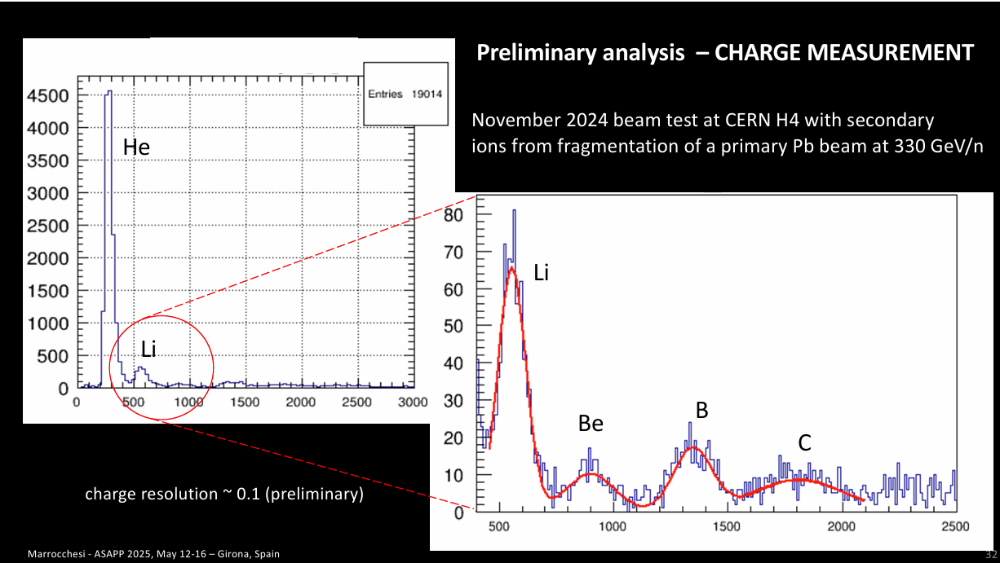 Preliminary analysis – CHARGE MEASUREMENT
November 2024 beam test at CERN H4 with secondary
ions from fragmentation of a primary Pb beam at 330 GeV/n
Entries 19014
4500
4000
3500
3000
2500
2000
1500
1000
500
0
He
Li
0 500 1000 1500 2000 2500 3000
80
70
60
50
40
30
20
10
0
Li
Be
B
C
500 1000 1500 2000 2500
charge resolution ~ 0.1 (preliminary)
Marrocchesi - ASAPP 2025, May 12-16 – Girona, Spain
32